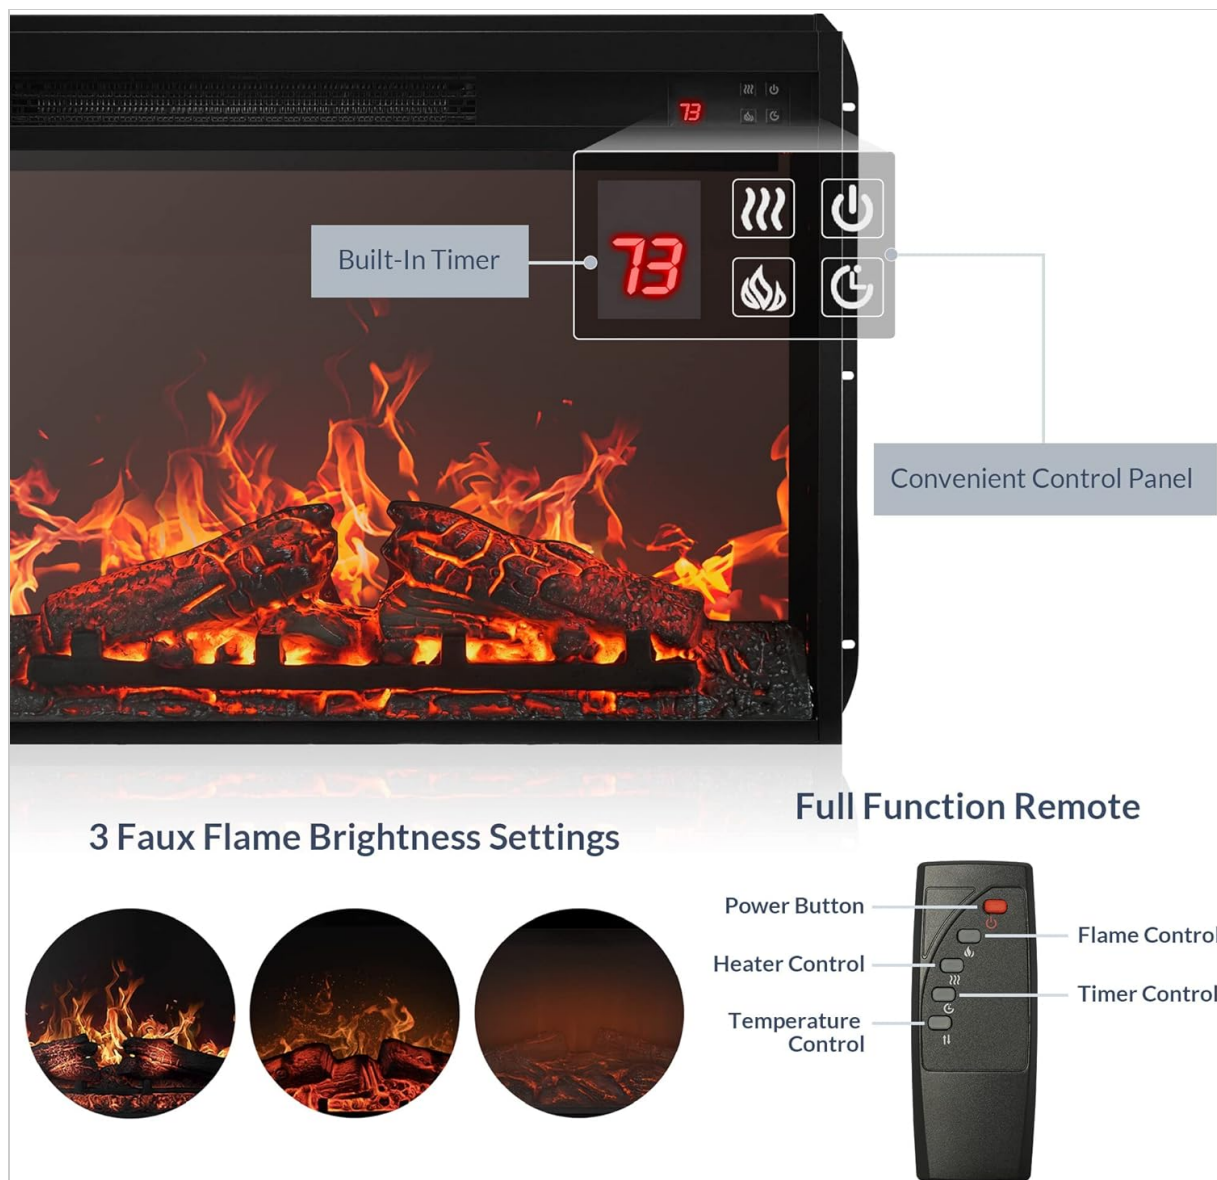 73
Built-In Timer
73
Convenient Control Panel
3 Faux Flame Brightness Settings
Full Function Remote
Power Button
Flame Control
Heater Control
Timer Control
Temperature
Control